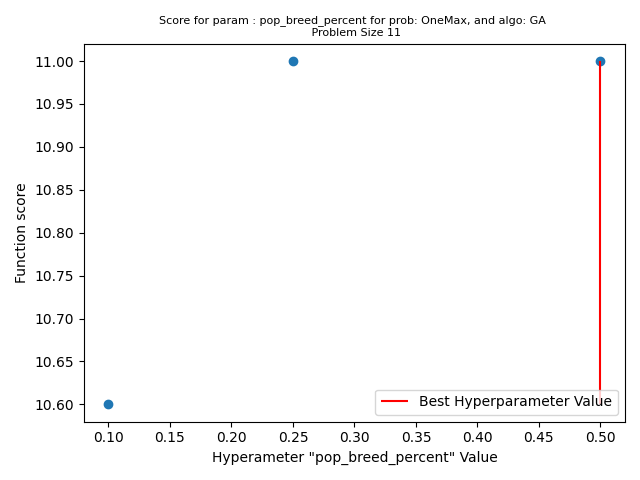 Score for param : pop_breed_percent for prob: OneMax, and algo: GA
Problem Size 11
Function score
11.00
10.95
10.90
10.85
10.80
10.75
10.70
10.65
10.60
Best Hyperparameter Value
0.10 0.15 0.20 0.25 0.30 0.35 0.40 0.45 0.50
Hyperameter "pop_breed_percent" Value